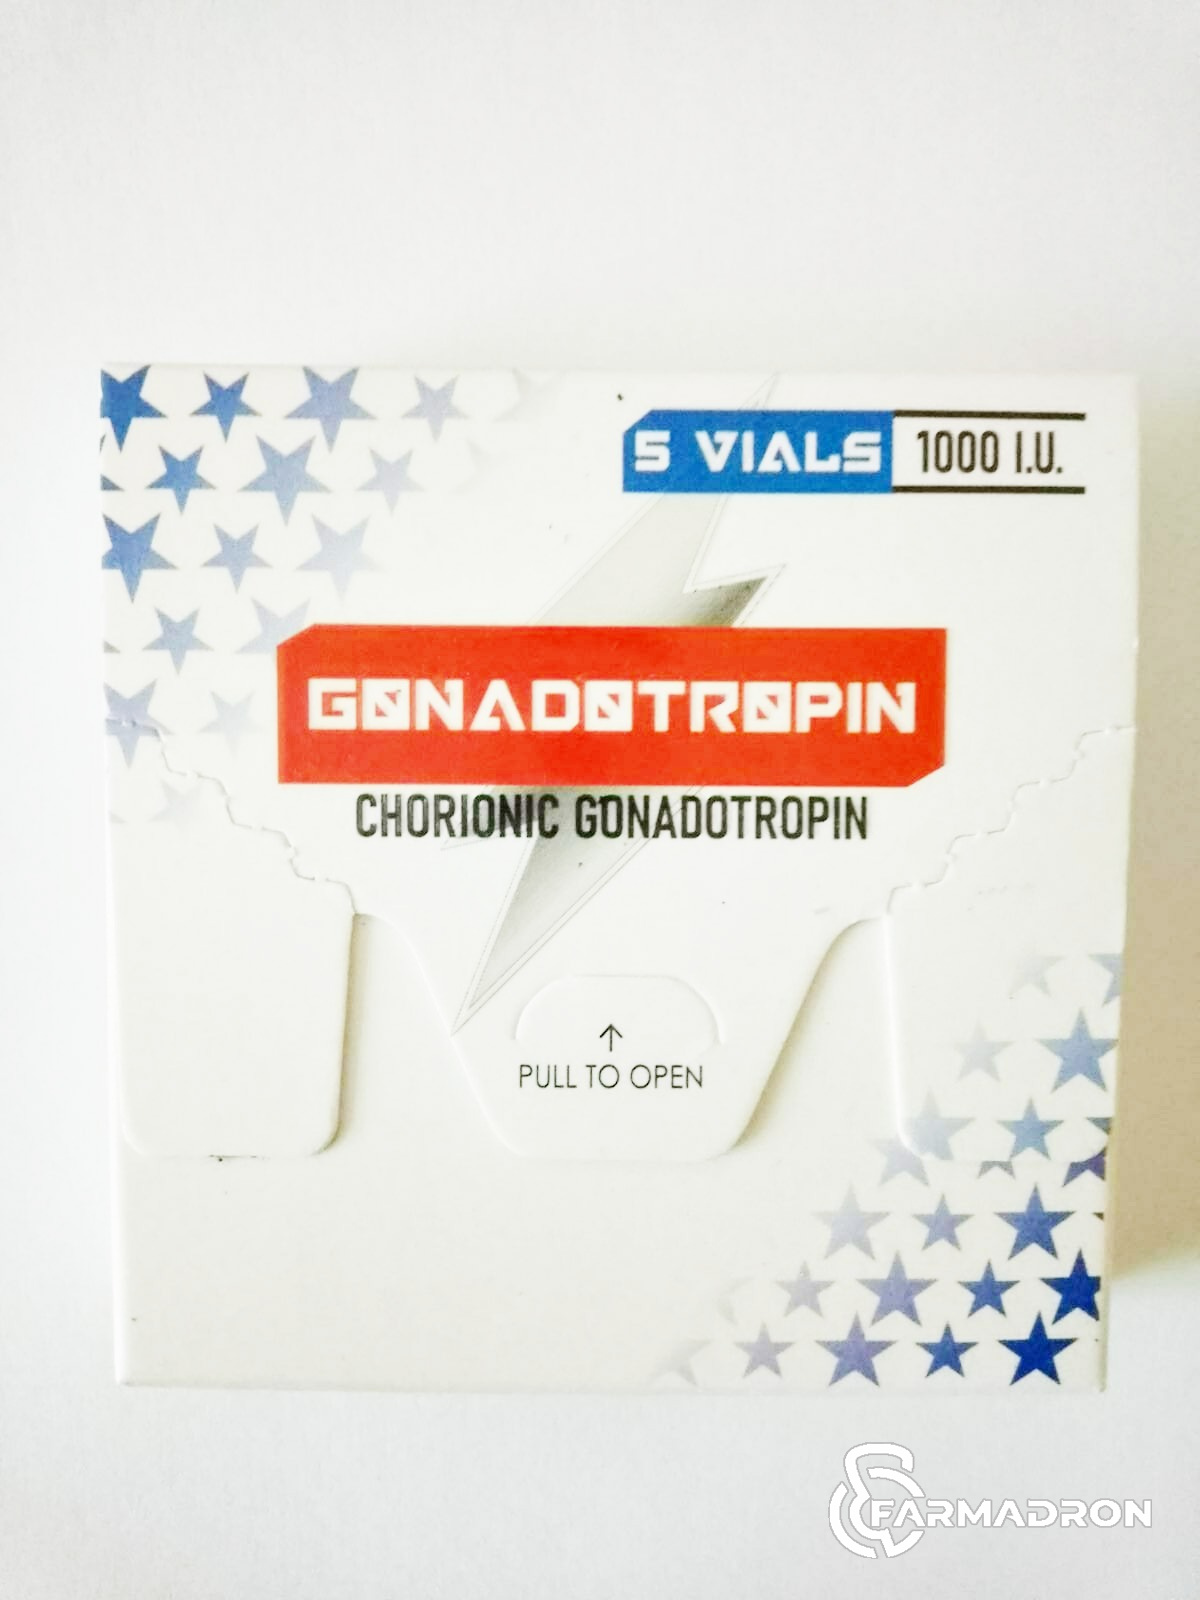 5 VIALS 1000 I.U.
GONADOTROPIN
CHORIONIC GONADOTROPIN
↑
PULL TO OPEN
FARMADRON